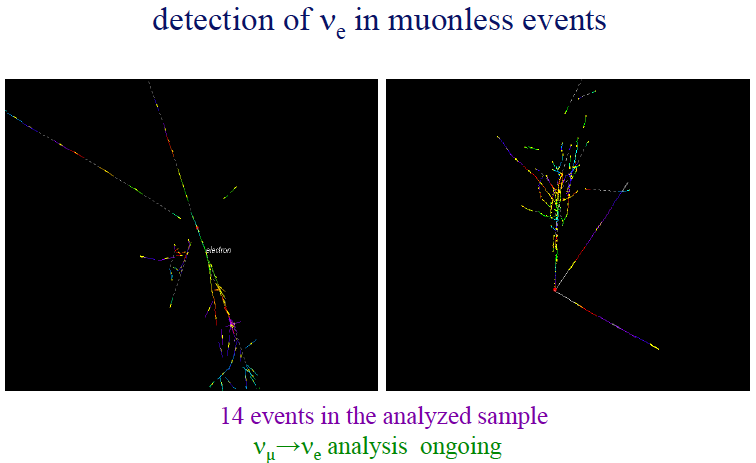 detection of νe in muonless events
electron
14 events in the analyzed sample
νμ→νe analysis ongoing